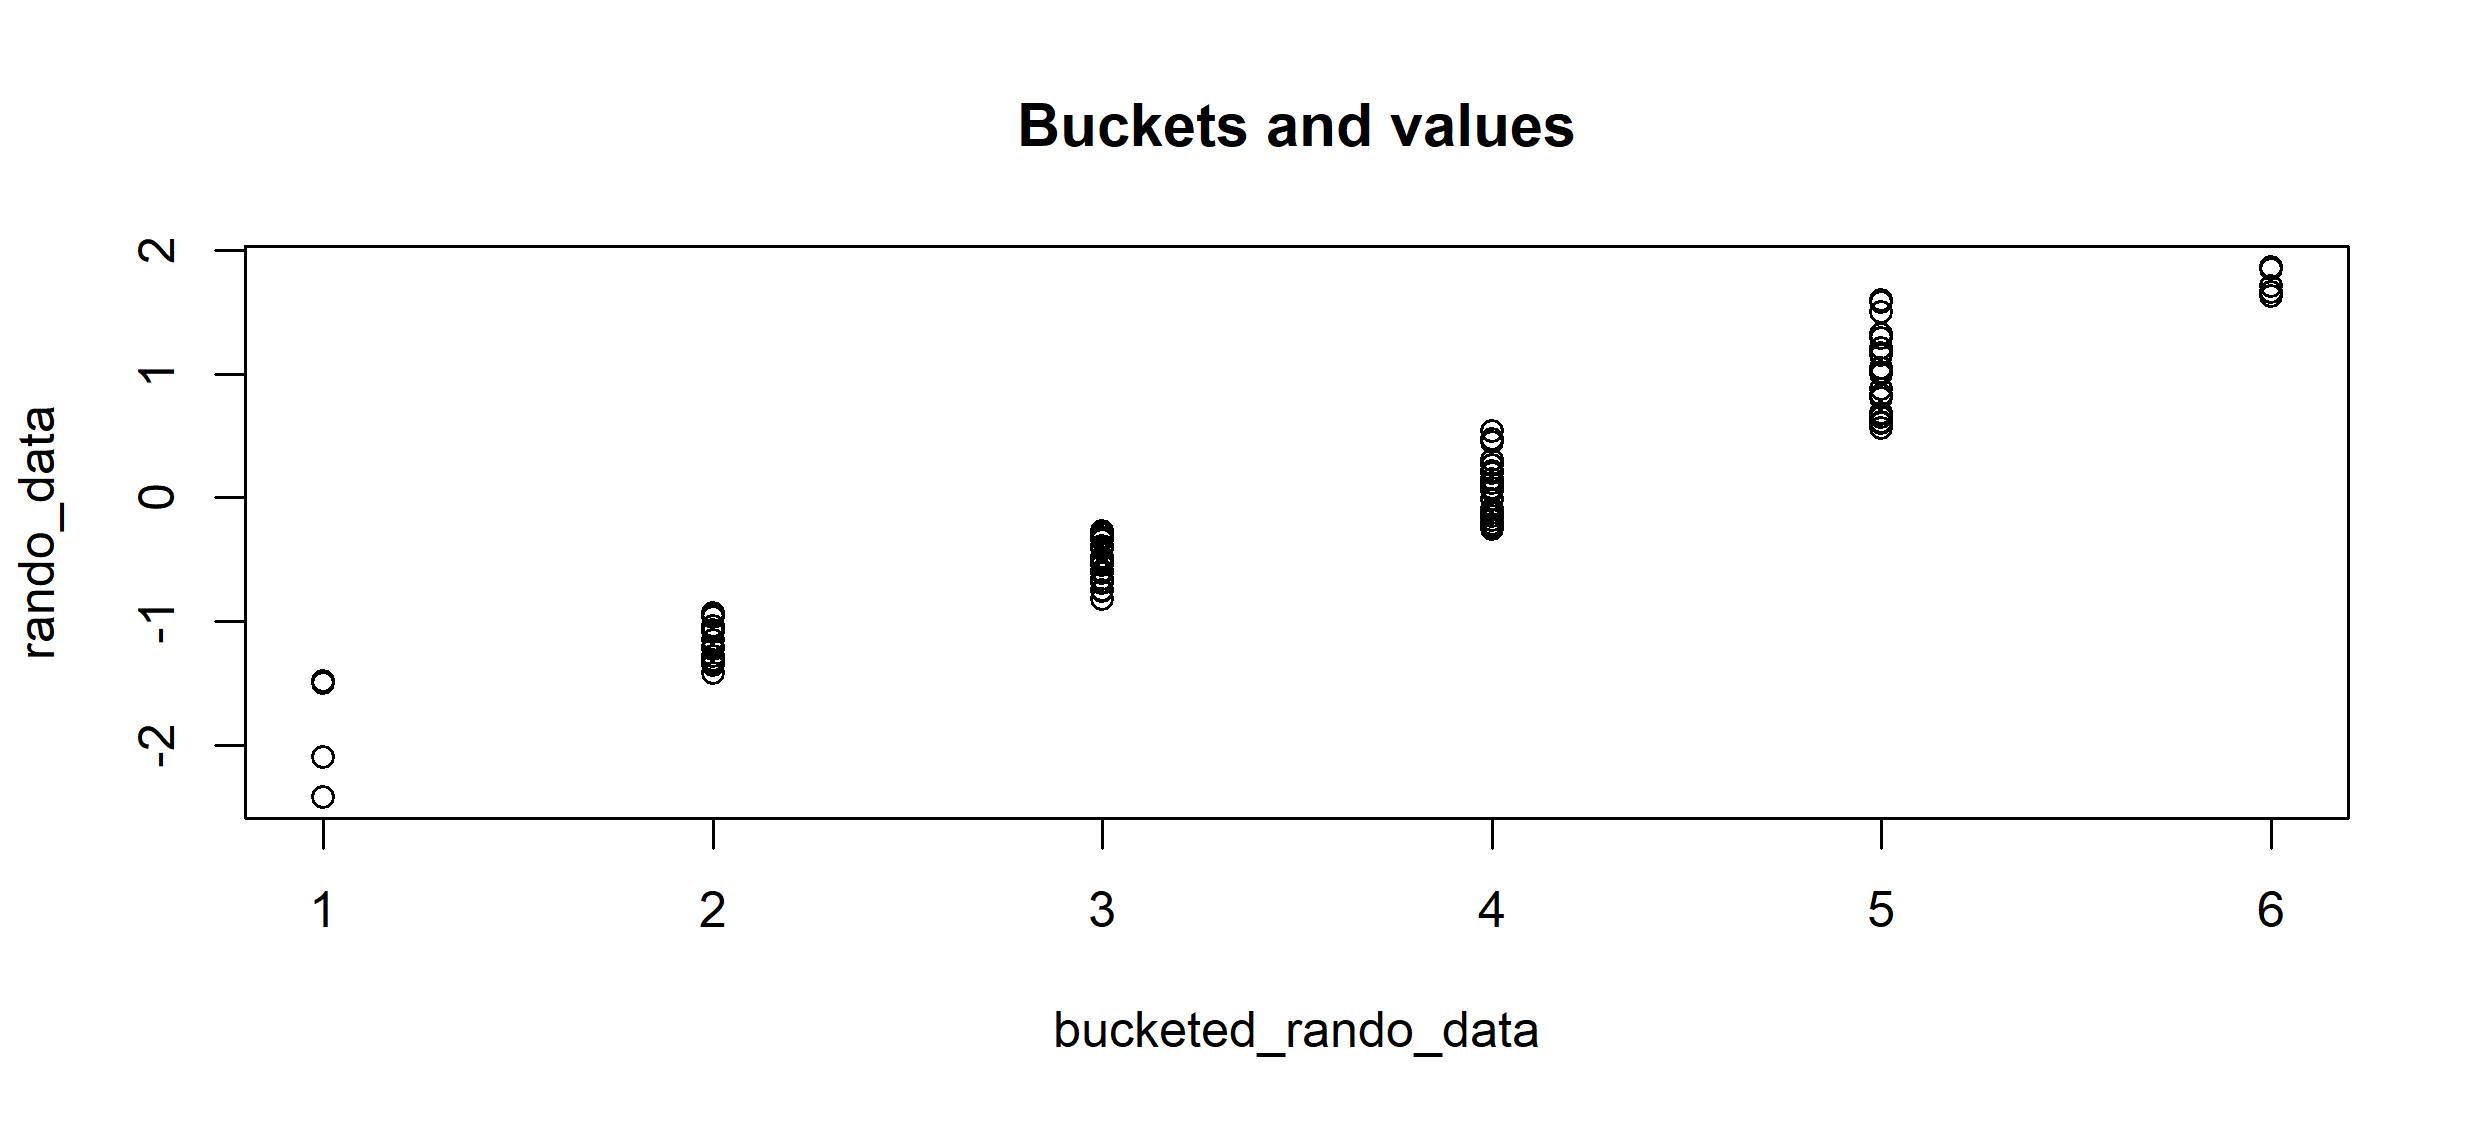 Buckets and values
rando_data
2
1
0
-1
-2
1 2 3 4 5 6
bucketed_rando_data